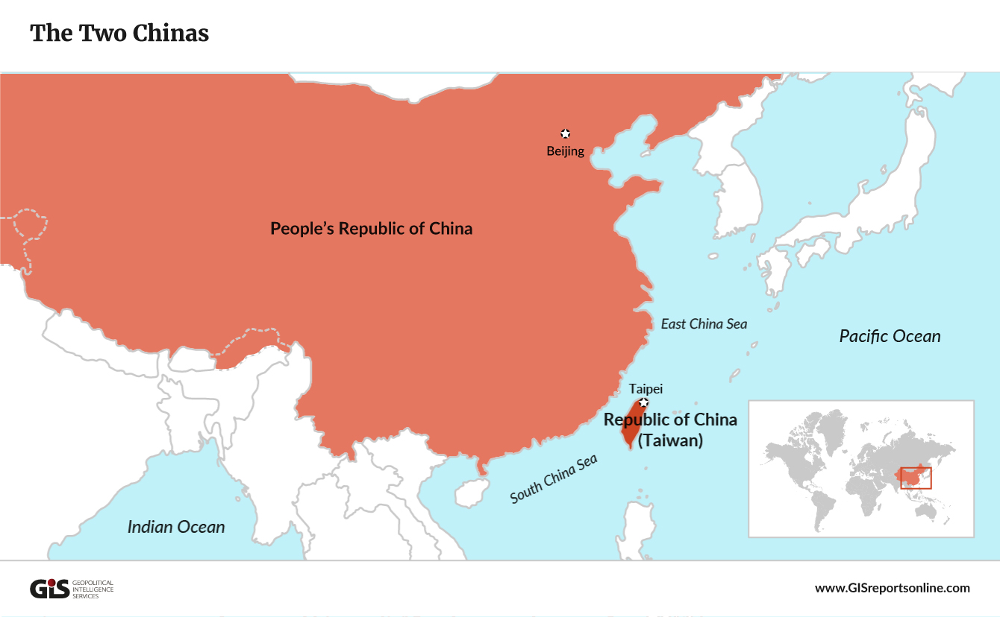 The Two Chinas
Beijing
People’s Republic of China
East China Sea
Pacific Ocean
Taipei
Republic of China
(Taiwan)
South China Sea
Indian Ocean
GIS
GEOPOLITICAL
INTELLIGENCE
SERVICES
www.GISreportsonline.com